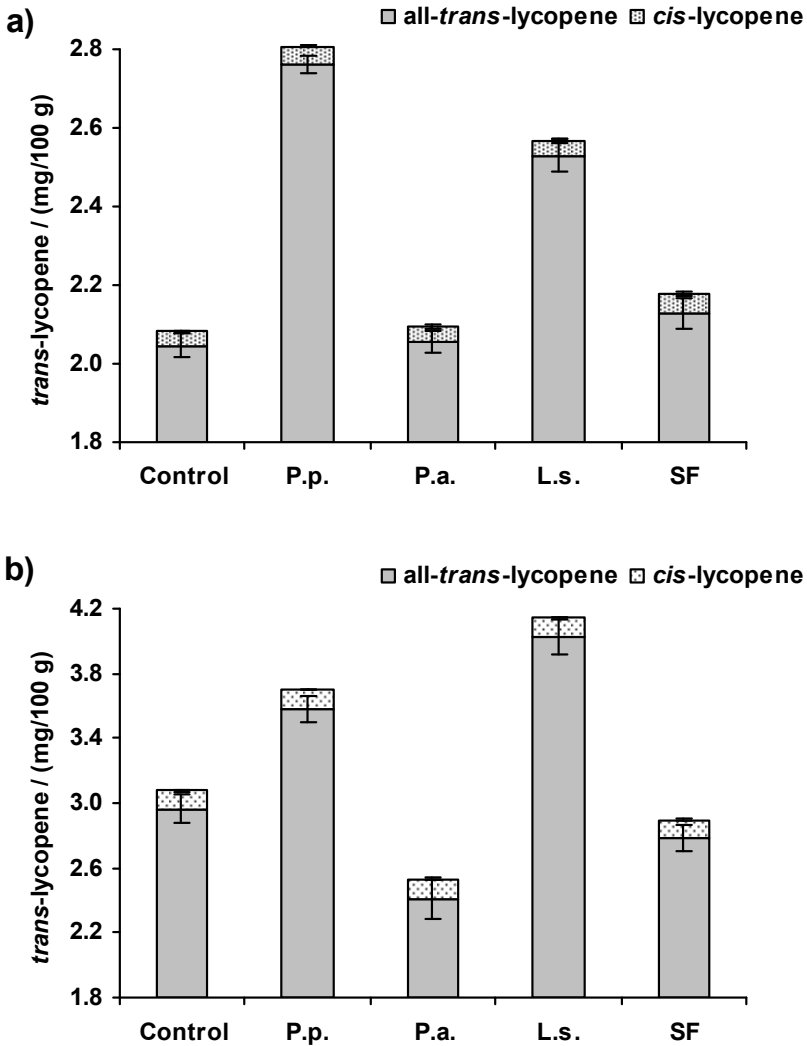 a)
all-trans-lycopene cis-lycopene
trans-lycopene / (mg/100 g)
2.8
2.6
2.4
2.2
2.0
1.8
Control P.p. P.a. L.s. SF
b)
all-trans-lycopene cis-lycopene
trans-lycopene / (mg/100 g)
4.2
3.8
3.4
3.0
2.6
2.2
1.8
Control P.p. P.a. L.s. SF